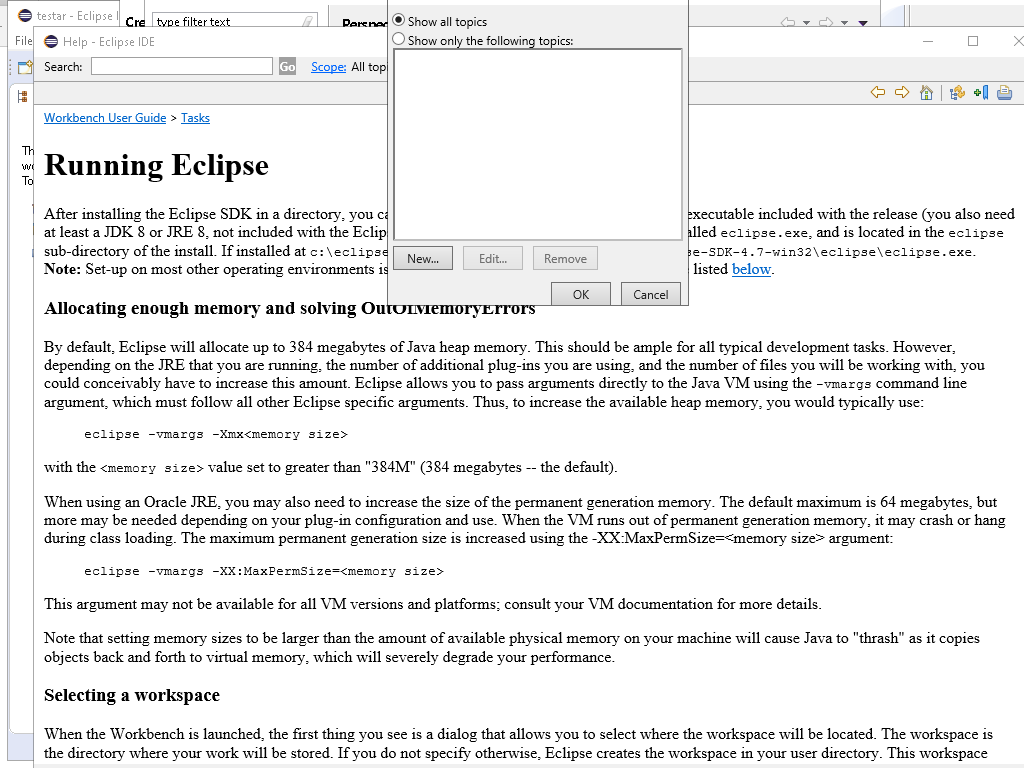 testar - Eclipse I
Cre
type filter text
File
Help - Eclipse IDE
Search:
Go
Scope:
Show all topics
Show only the following topics:
Workbench User Guide > Tasks
Running Eclipse
After installing the Eclipse SDK in a directory, you ca executable included with the release (you also need
at least a JDK 8 or JRE 8, not included with the Eclip alled eclipse.exe, and is located in the eclipse
sub-directory of the install. If installed at c:\eclipse se-SDK-4.7-win32\eclipse\eclipse.exe.
Note: Set-up on most other operating environments is listed below.
New... Edit... Remove
OK Cancel
Allocating enough memory and solving OutOfMemoryErrors
By default, Eclipse will allocate up to 384 megabytes of Java heap memory. This should be ample for all typical development tasks. However,
depending on the JRE that you are running, the number of additional plug-ins you are using, and the number of files you will be working with, you
could conceivably have to increase this amount. Eclipse allows you to pass arguments directly to the Java VM using the -vmargs command line
argument, which must follow all other Eclipse specific arguments. Thus, to increase the available heap memory, you would typically use:
eclipse -vmargs -Xmx<memory size>
with the <memory size> value set to greater than "384M" (384 megabytes -- the default).
When using an Oracle JRE, you may also need to increase the size of the permanent generation memory. The default maximum is 64 megabytes, but
more may be needed depending on your plug-in configuration and use. When the VM runs out of permanent generation memory, it may crash or hang
during class loading. The maximum permanent generation size is increased using the -XX:MaxPermSize=<memory size> argument:
eclipse -vmargs -XX:MaxPermSize=<memory size>
This argument may not be available for all VM versions and platforms; consult your VM documentation for more details.
Note that setting memory sizes to be larger than the amount of available physical memory on your machine will cause Java to "thrash" as it copies
objects back and forth to virtual memory, which will severely degrade your performance.
Selecting a workspace
When the Workbench is launched, the first thing you see is a dialog that allows you to select where the workspace will be located. The workspace is
the directory where your work will be stored. If you do not specify otherwise, Eclipse creates the workspace in your user directory. This workspace